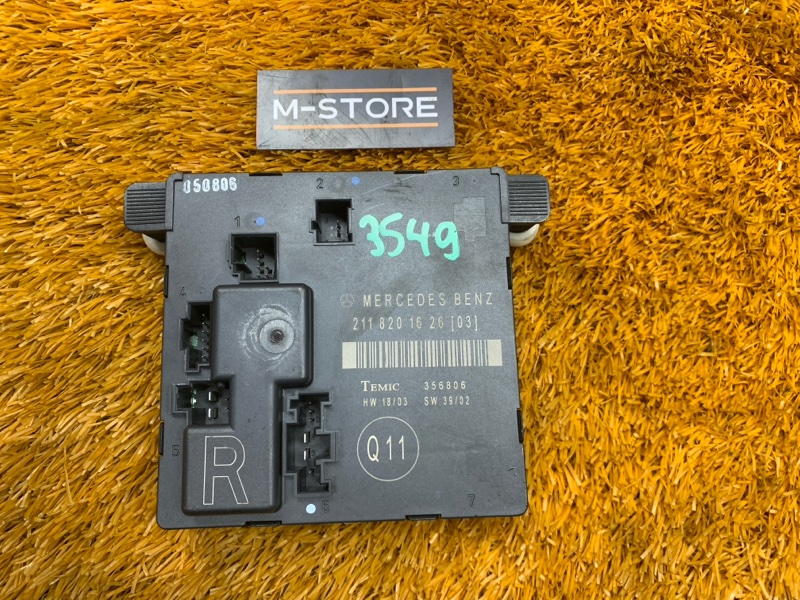 M-STORE
050806
2
3
1
3549
MERCEDES BENZ
211 820 16 26 [03]
4
TEMIC 356806
HW 18/03 SW 39/02
Q11
5
R
6
7